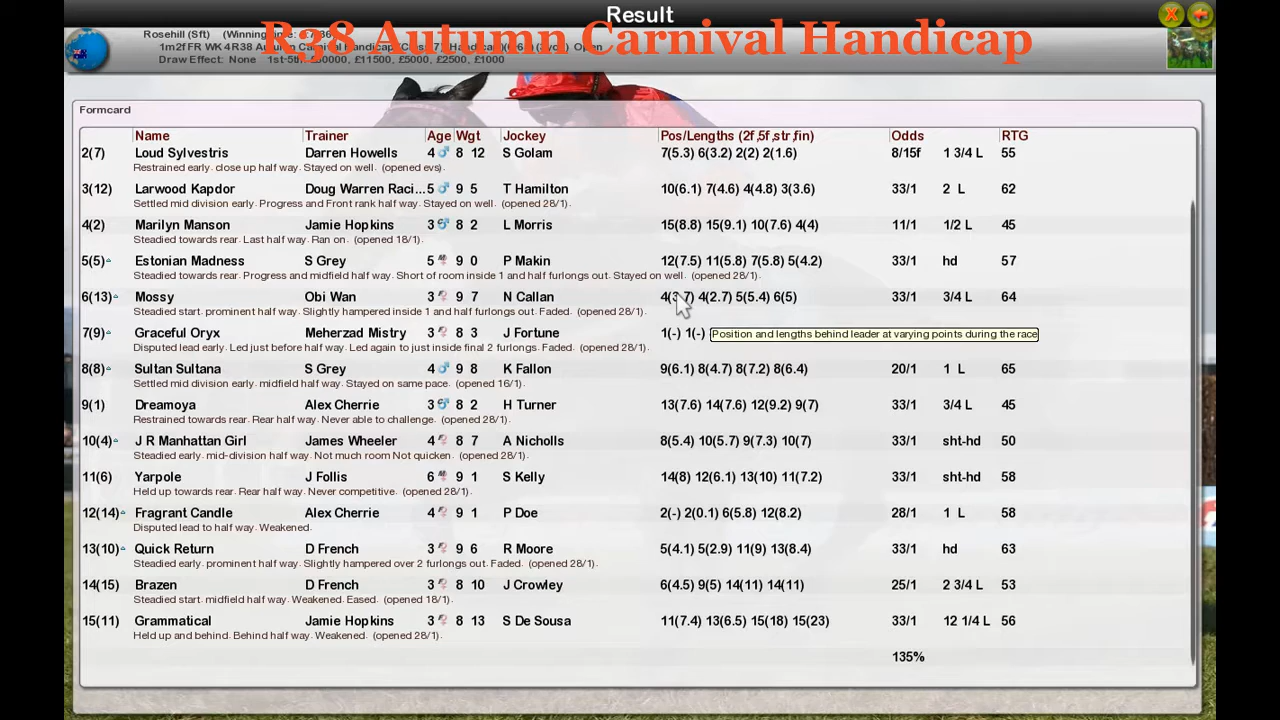 Result
R38 Autumn Carnival Handicap
Rosehill (Sft) (Winning
Draw Effect: None 1st-5th £11500, £5000, £2500, £1000
Formcard
Name Trainer Age Wgt Jockey Pos/Lengths (2f,5f,str,fin) Odds RTG
2(7) Loud Sylvestris Darren Howells 4 8 12 S Golam 7(5.3) 6(3.2) 2(2) 2(1.6) 8/15f 1 3/4 L 55
Restrained early. close up half way. Stayed on well. (opened evs).
3(12) Larwood Kapdor Doug Warren Raci... 5 9 5 T Hamilton 10(6.1) 7(4.6) 4(4.8) 3(3.6) 33/1 2 L 62
Settled mid division early. Progress and Front rank half way. Stayed on well. (opened 28/1).
4(2) Marilyn Manson Jamie Hopkins 3 8 2 L Morris 15(8.8) 15(9.1) 10(7.6) 4(4) 11/1 1/2 L 45
Steadied towards rear. Last half way. Ran on. (opened 18/1).
5(5) Estonian Madness S Grey 5 9 0 P Makin 12(7.5) 11(5.8) 7(5.8) 5(4.2) 33/1 hd 57
Steadied towards rear. Progress and midfield half way. Short of room inside 1 and half furlongs out. Stayed on well. (opened 28/1).
6(13) Mossy Obi Wan 3 9 7 N Callan 4(3.7) 4(2.7) 5(5.4) 6(5) 33/1 3/4 L 64
Steadied start. prominent half way. Slightly hampered inside 1 and half furlongs out. Faded. (opened 28/1).
7(9) Graceful Oryx Meherzad Mistry 3 8 3 J Fortune 1(-) 1(-) Position and lengths behind leader at varying points during the race
Disputed lead early. Led just before half way. Led again to just inside final 2 furlongs. Faded. (opened 28/1).
8(8) Sultan Sultana S Grey 4 9 8 K Fallon 9(6.1) 8(4.7) 8(7.2) 8(6.4) 20/1 1 L 65
Settled mid division early. midfield half way. Stayed on same pace. (opened 16/1).
9(1) Dreamoya Alex Cherrie 3 8 2 H Turner 13(7.6) 14(7.6) 12(9.2) 9(7) 33/1 3/4 L 45
Restrained towards rear. Rear half way. Never able to challenge. (opened 28/1).
10(4) J R Manhattan Girl James Wheeler 4 8 7 A Nicholls 8(5.4) 10(5.7) 9(7.3) 10(7) 33/1 sht-hd 50
Steadied early. mid-division half way. Not much room Not quicken. (opened 28/1).
11(6) Yarpole J Follis 6 9 1 S Kelly 14(8) 12(6.1) 13(10) 11(7.2) 33/1 sht-hd 58
Held up towards rear. Rear half way. Never competitive. (opened 28/1).
12(14) Fragrant Candle Alex Cherrie 4 9 1 P Doe 2(-) 2(0.1) 6(5.8) 12(8.2) 28/1 1 L 58
Disputed lead to half way. Weakened.
13(10) Quick Return D French 3 9 6 R Moore 5(4.1) 5(2.9) 11(9) 13(8.4) 33/1 hd 63
Steadied early. prominent half way. Slightly hampered over 2 furlongs out. Faded. (opened 28/1).
14(15) Brazen D French 3 8 10 J Crowley 6(4.5) 9(5) 14(11) 14(11) 25/1 2 3/4 L 53
Steadied start. midfield half way. Weakened. Eased. (opened 18/1).
15(11) Grammatical Jamie Hopkins 3 8 13 S De Sousa 11(7.4) 13(6.5) 15(18) 15(23) 33/1 12 1/4 L 56
Held up and behind. Behind half way. Weakened. (opened 28/1).
135%